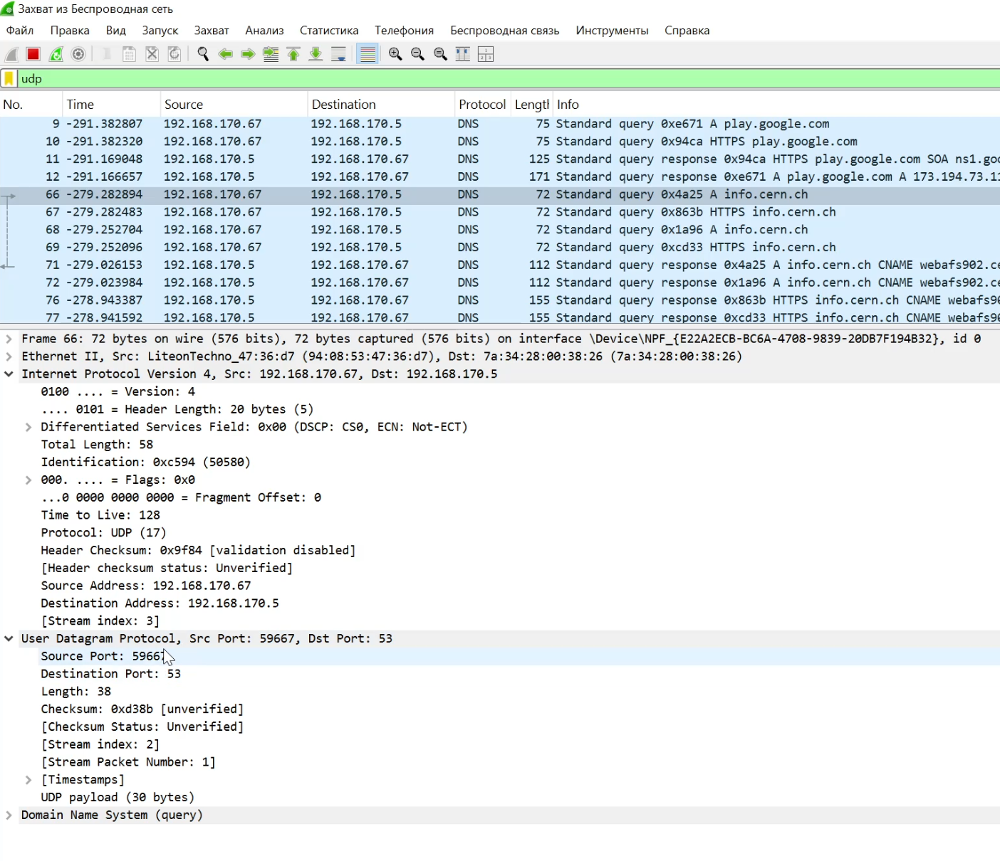 Захват из Беспроводная сеть
Файл Правка Вид Запуск Захват Анализ Статистика Телефония Беспроводная связь Инструменты Справка
udp
No. Time Source Destination Protocol Length Info
9 -291.382807 192.168.170.67 192.168.170.5 DNS 75 Standard query 0xe671 A play.google.com
10 -291.382320 192.168.170.67 192.168.170.5 DNS 75 Standard query 0x94ca HTTPS play.google.com
11 -291.169048 192.168.170.5 192.168.170.67 DNS 125 Standard query response 0x94ca HTTPS play.google.com SOA ns1.goo
12 -291.166657 192.168.170.5 192.168.170.67 DNS 171 Standard query response 0xe671 A play.google.com A 173.194.73.11
66 -279.282894 192.168.170.67 192.168.170.5 DNS 72 Standard query 0x4a25 A info.cern.ch
67 -279.282483 192.168.170.67 192.168.170.5 DNS 72 Standard query 0x863b HTTPS info.cern.ch
68 -279.252704 192.168.170.67 192.168.170.5 DNS 72 Standard query 0x1a96 A info.cern.ch
69 -279.252096 192.168.170.67 192.168.170.5 DNS 72 Standard query 0xcd33 HTTPS info.cern.ch
71 -279.026153 192.168.170.5 192.168.170.67 DNS 112 Standard query response 0x4a25 A info.cern.ch CNAME webafs902.ce
72 -279.023984 192.168.170.5 192.168.170.67 DNS 112 Standard query response 0x1a96 A info.cern.ch CNAME webafs902.ce
76 -278.943387 192.168.170.5 192.168.170.67 DNS 155 Standard query response 0x863b HTTPS info.cern.ch CNAME webafs90
77 -278.941592 192.168.170.5 192.168.170.67 DNS 155 Standard query response 0xcd33 HTTPS info.cern.ch CNAME webafs90
Frame 66: 72 bytes on wire (576 bits), 72 bytes captured (576 bits) on interface \Device\NPF_{E22A2ECB-BC6A-4708-9839-20DB7F194B32}, id 0
Ethernet II, Src: LiteonTechno_47:36:d7 (94:08:53:47:36:d7), Dst: 7a:34:28:00:38:26 (7a:34:28:00:38:26)
Internet Protocol Version 4, Src: 192.168.170.67, Dst: 192.168.170.5
0100 .... = Version: 4
.... 0101 = Header Length: 20 bytes (5)
Differentiated Services Field: 0x00 (DSCP: CS0, ECN: Not-ECT)
Total Length: 58
Identification: 0xc594 (50580)
000. .... = Flags: 0x0
...0 0000 0000 0000 = Fragment Offset: 0
Time to Live: 128
Protocol: UDP (17)
Header Checksum: 0x9f84 [validation disabled]
[Header checksum status: Unverified]
Source Address: 192.168.170.67
Destination Address: 192.168.170.5
[Stream index: 3]
User Datagram Protocol, Src Port: 59667, Dst Port: 53
Source Port: 59667
Destination Port: 53
Length: 38
Checksum: 0xd38b [unverified]
[Checksum Status: Unverified]
[Stream index: 2]
[Stream Packet Number: 1]
[Timestamps]
UDP payload (30 bytes)
Domain Name System (query)